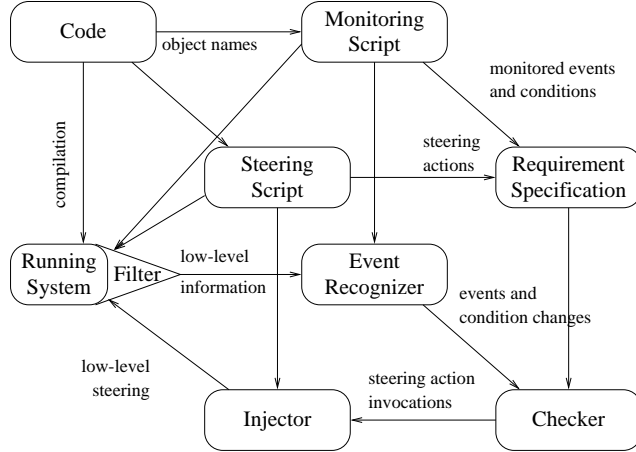 Code
object names
Monitoring
Script
monitored events
and conditions
compilation
Steering
Script
steering
actions
Requirement
Specification
Running
System
Filter
low-level
information
Event
Recognizer
events and
condition changes
low-level
steering
Injector
steering action
invocations
Checker